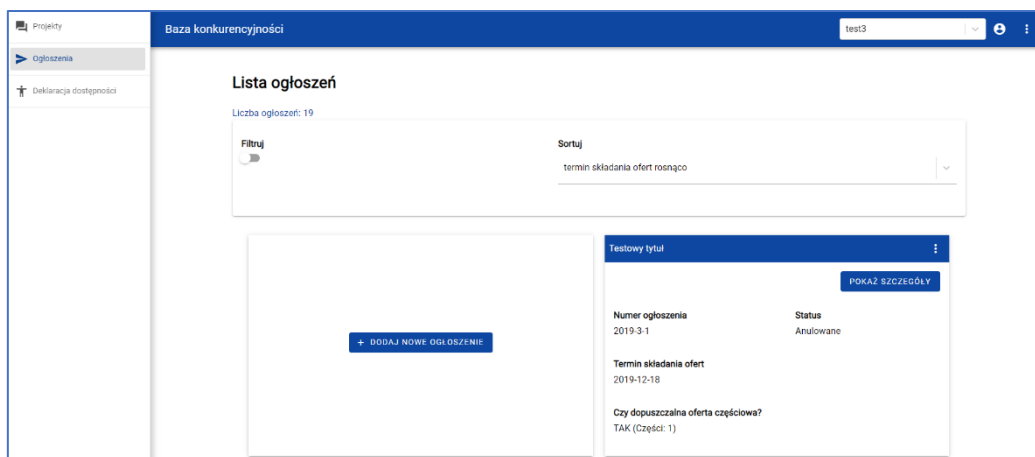 Projekty
Ogłoszenia
Deklaracja dostępności
Baza konkurencyjności
test3
Lista ogłoszeń
Liczba ogłoszeń: 19
Filtruj
Sortuj
termin składania ofert rosnąco
+ DODAJ NOWE OGŁOSZENIE
Testowy tytuł
POKAŻ SZCZEGÓŁY
Numer ogłoszenia
2019-3-1
Status
Anulowane
Termin składania ofert
2019-12-18
Czy dopuszczalna oferta częściowa?
TAK (Części: 1)